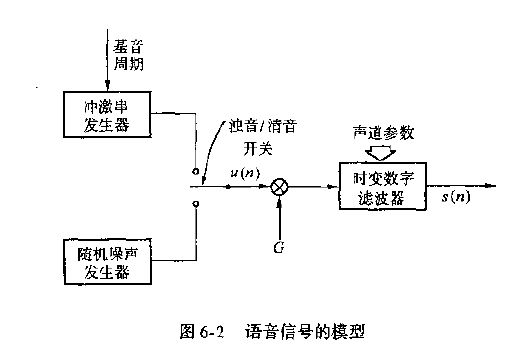 基音
周期
冲激串
发生器
浊音/清音
开关
u(n)
声道参数
时变数字
滤波器
s(n)
G
随机噪声
发生器
图 6-2 语音信号的模型